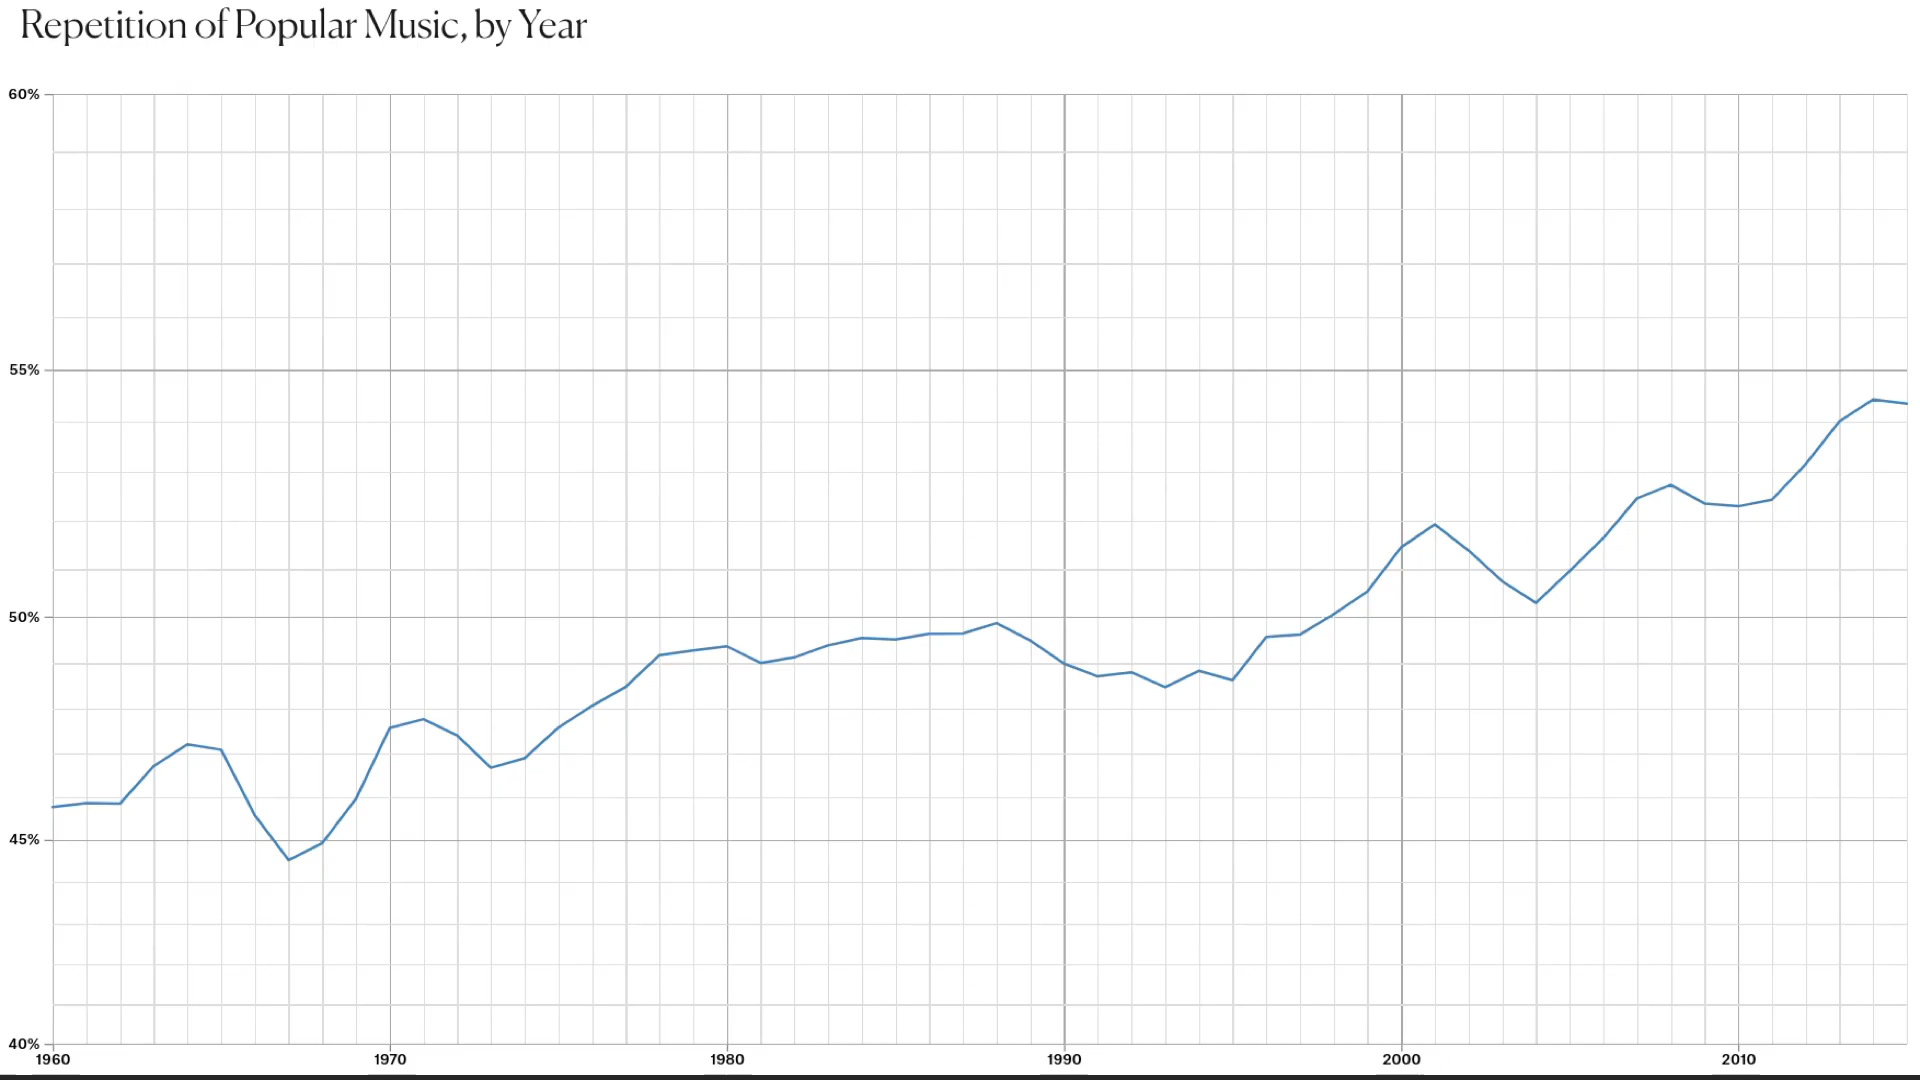 Repetition of Popular Music, by Year
60%
55%
50%
45%
40%
1960 1970 1980 1990 2000 2010